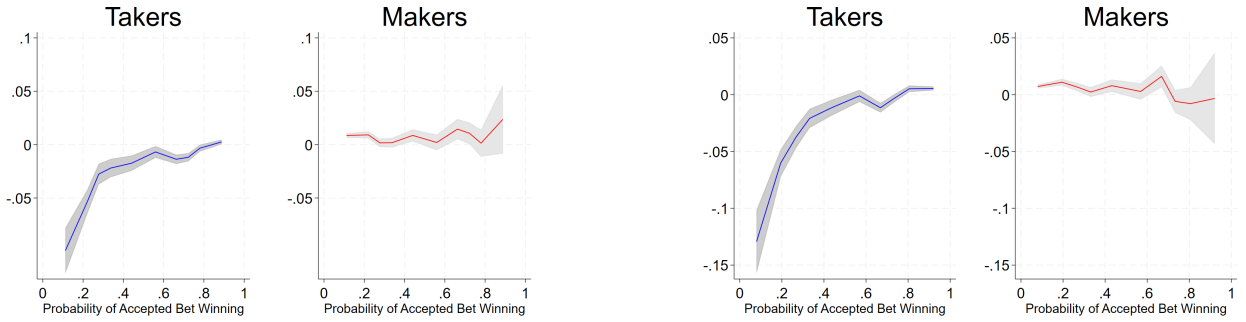 Takers
Makers
Takers
Makers
.1
.05
0
-.05
0 .2 .4 .6 .8 1
Probability of Accepted Bet Winning
.1
.05
0
-.05
0 .2 .4 .6 .8 1
Probability of Accepted Bet Winning
.05
0
-.05
-.1
-.15
0 .2 .4 .6 .8 1
Probability of Accepted Bet Winning
.05
0
-.05
-.1
-.15
0 .2 .4 .6 .8 1
Probability of Accepted Bet Winning